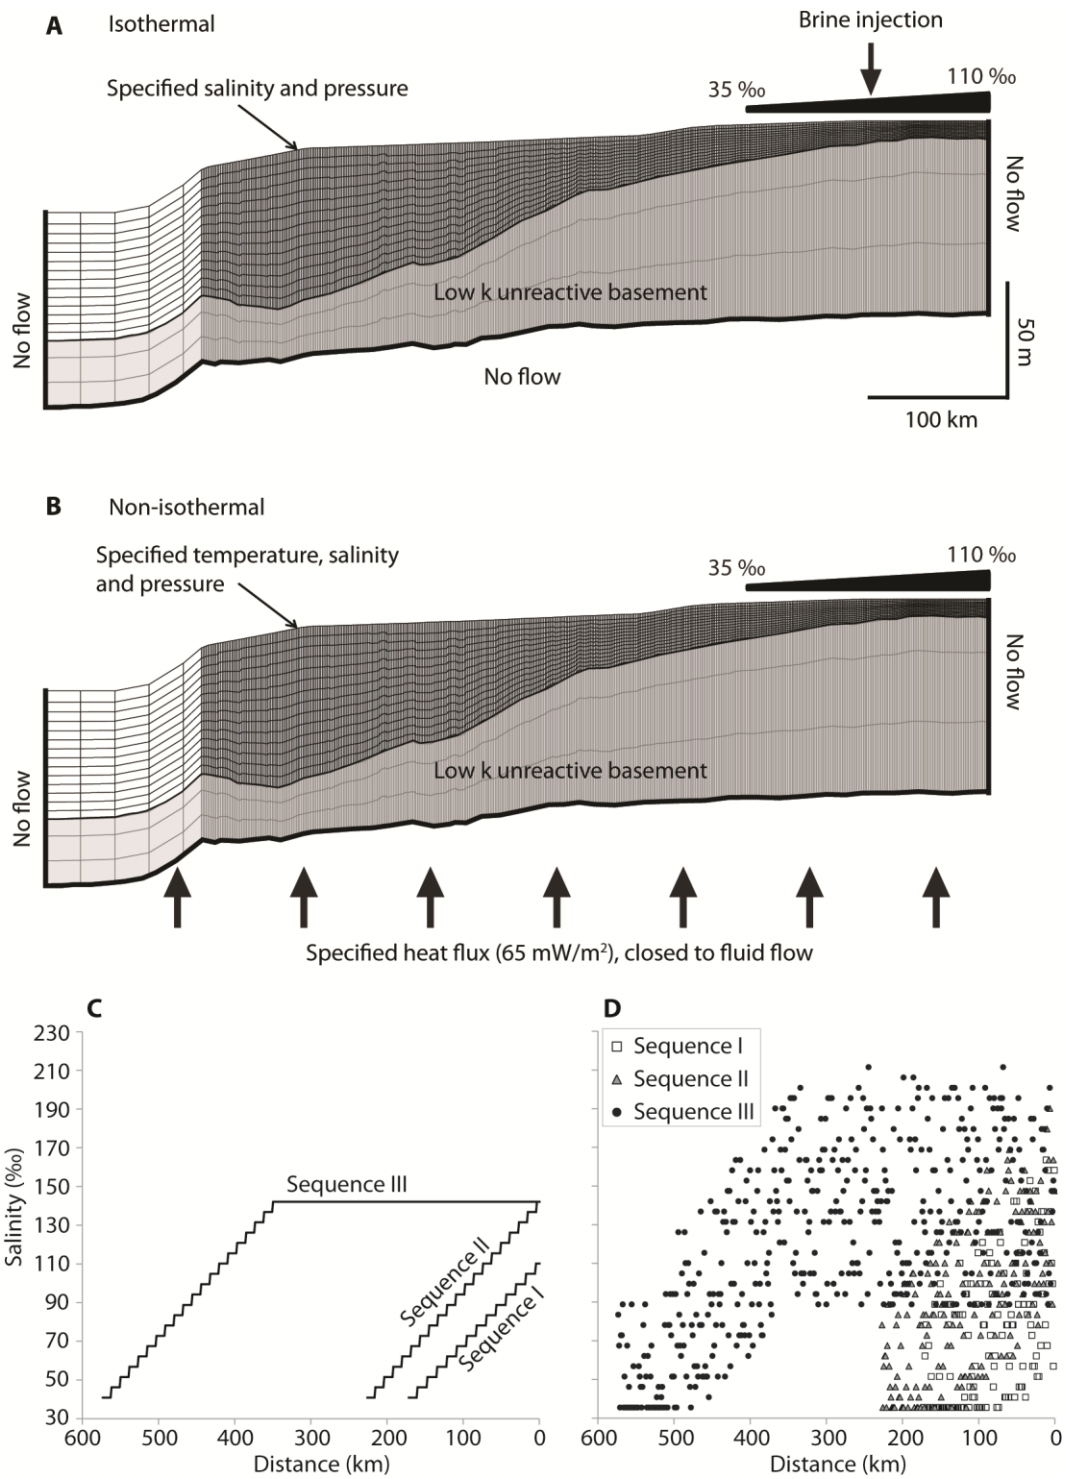 A Isothermal
Brine injection
Specified salinity and pressure
35 ‰
110 ‰
No flow
No flow
Low k unreactive basement
No flow
50 m
100 km
B Non-isothermal
Specified temperature, salinity
and pressure
35 ‰
110 ‰
No flow
No flow
Low k unreactive basement
Specified heat flux (65 mW/m²), closed to fluid flow
C
Salinity (‰)
230
210
190
170
150
130
110
90
70
50
30
Sequence III
Sequence II
Sequence I
600 500 400 300 200 100 0
Distance (km)
D
Sequence I
Sequence II
Sequence III
600 500 400 300 200 100 0
Distance (km)